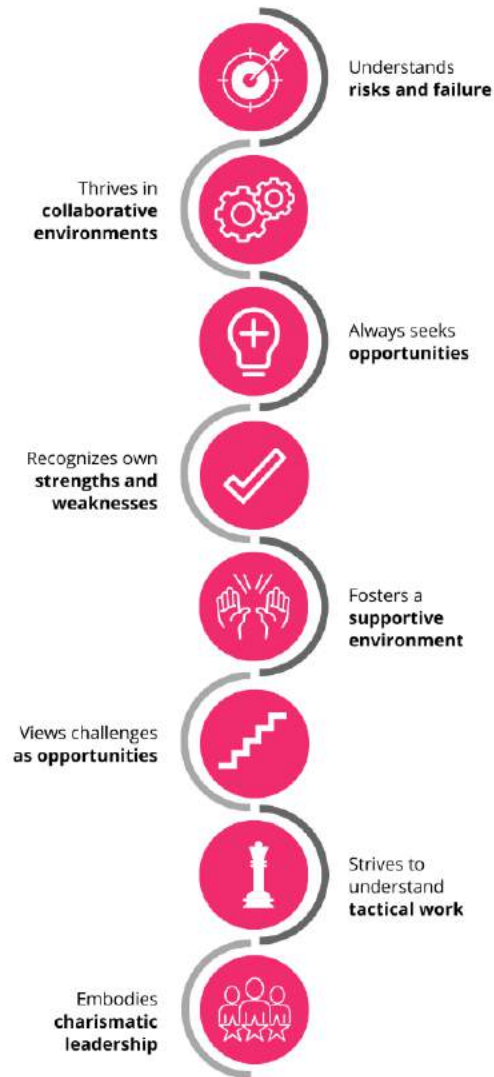 Understands
risks and failure
Thrives in
collaborative
environments
Always seeks
opportunities
Recognizes own
strengths and
weaknesses
Fosters a
supportive
environment
Views challenges
as opportunities
Strives to
understand
tactical work
Embodies
charismatic
leadership